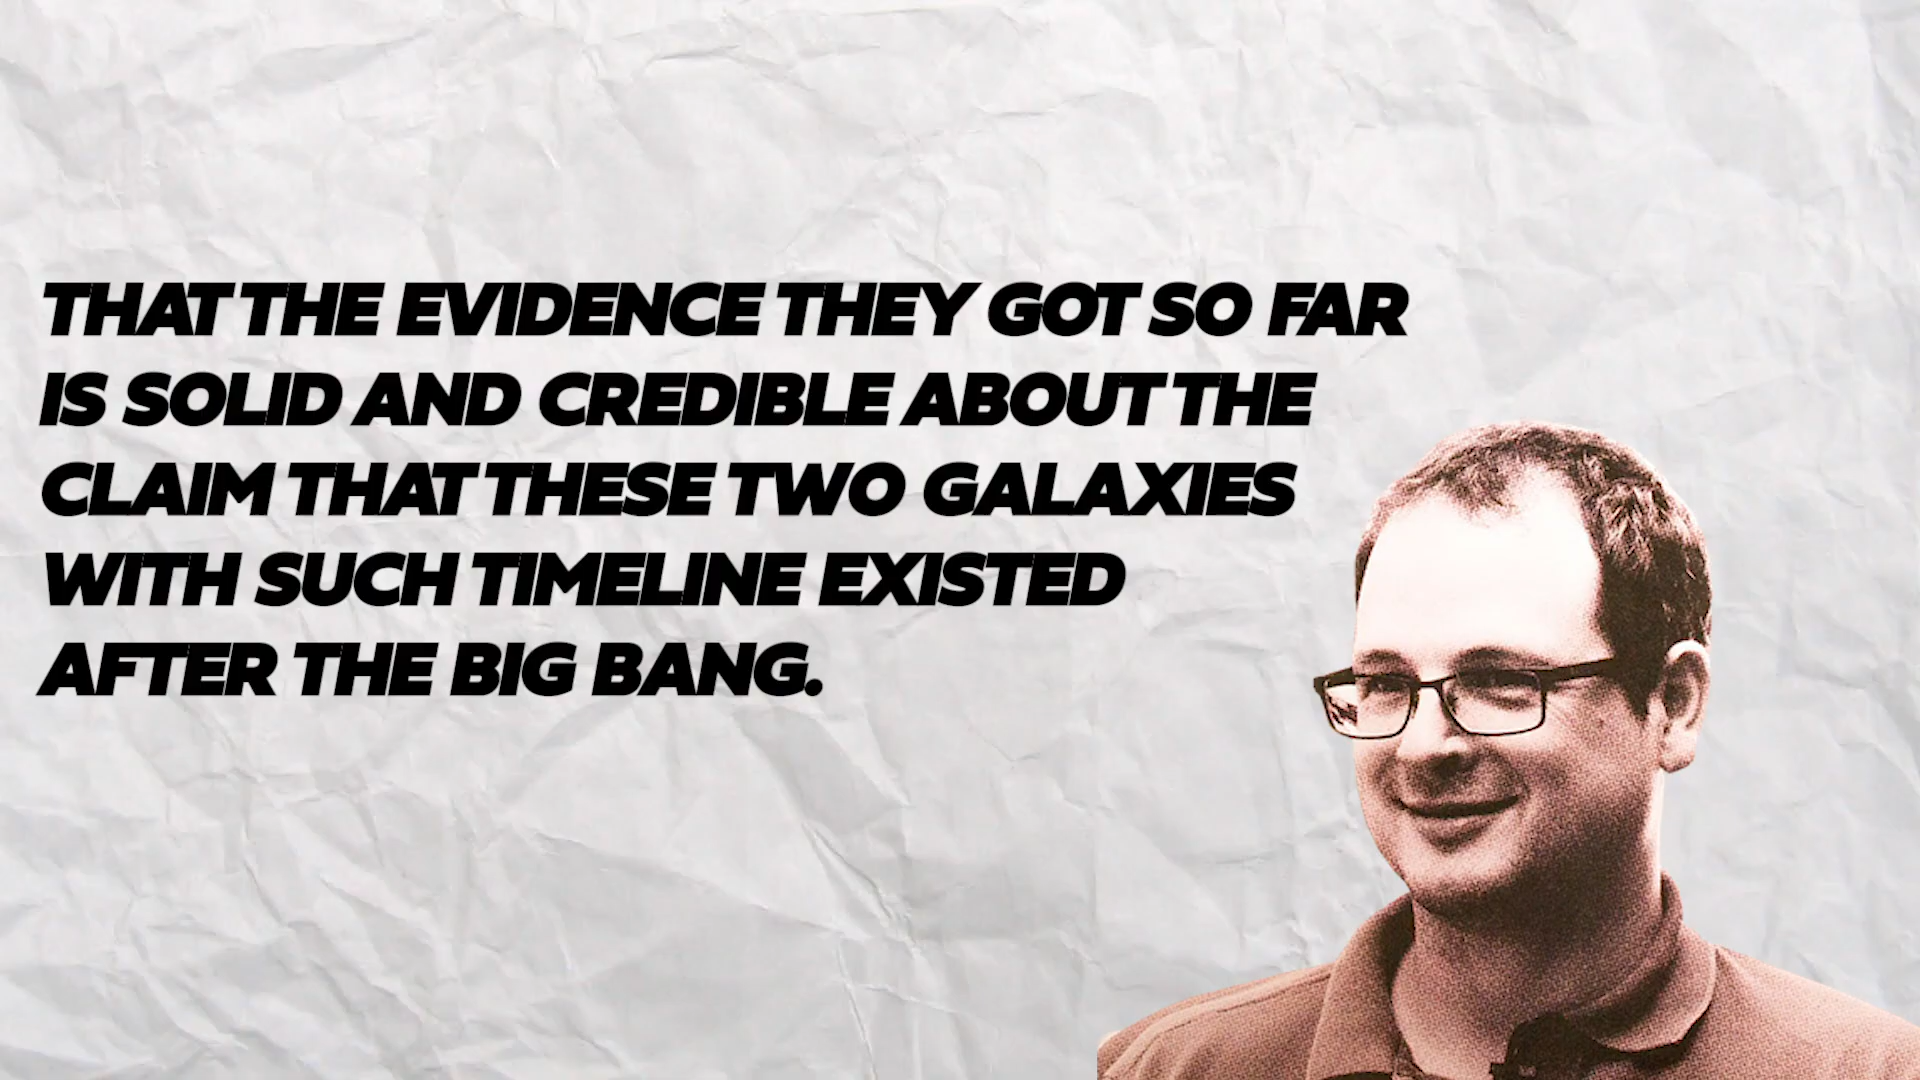 THAT THE EVIDENCE THEY GOT SO FAR
IS SOLID AND CREDIBLE ABOUT THE
CLAIM THAT THESE TWO GALAXIES
WITH SUCH TIMELINE EXISTED
AFTER THE BIG BANG.